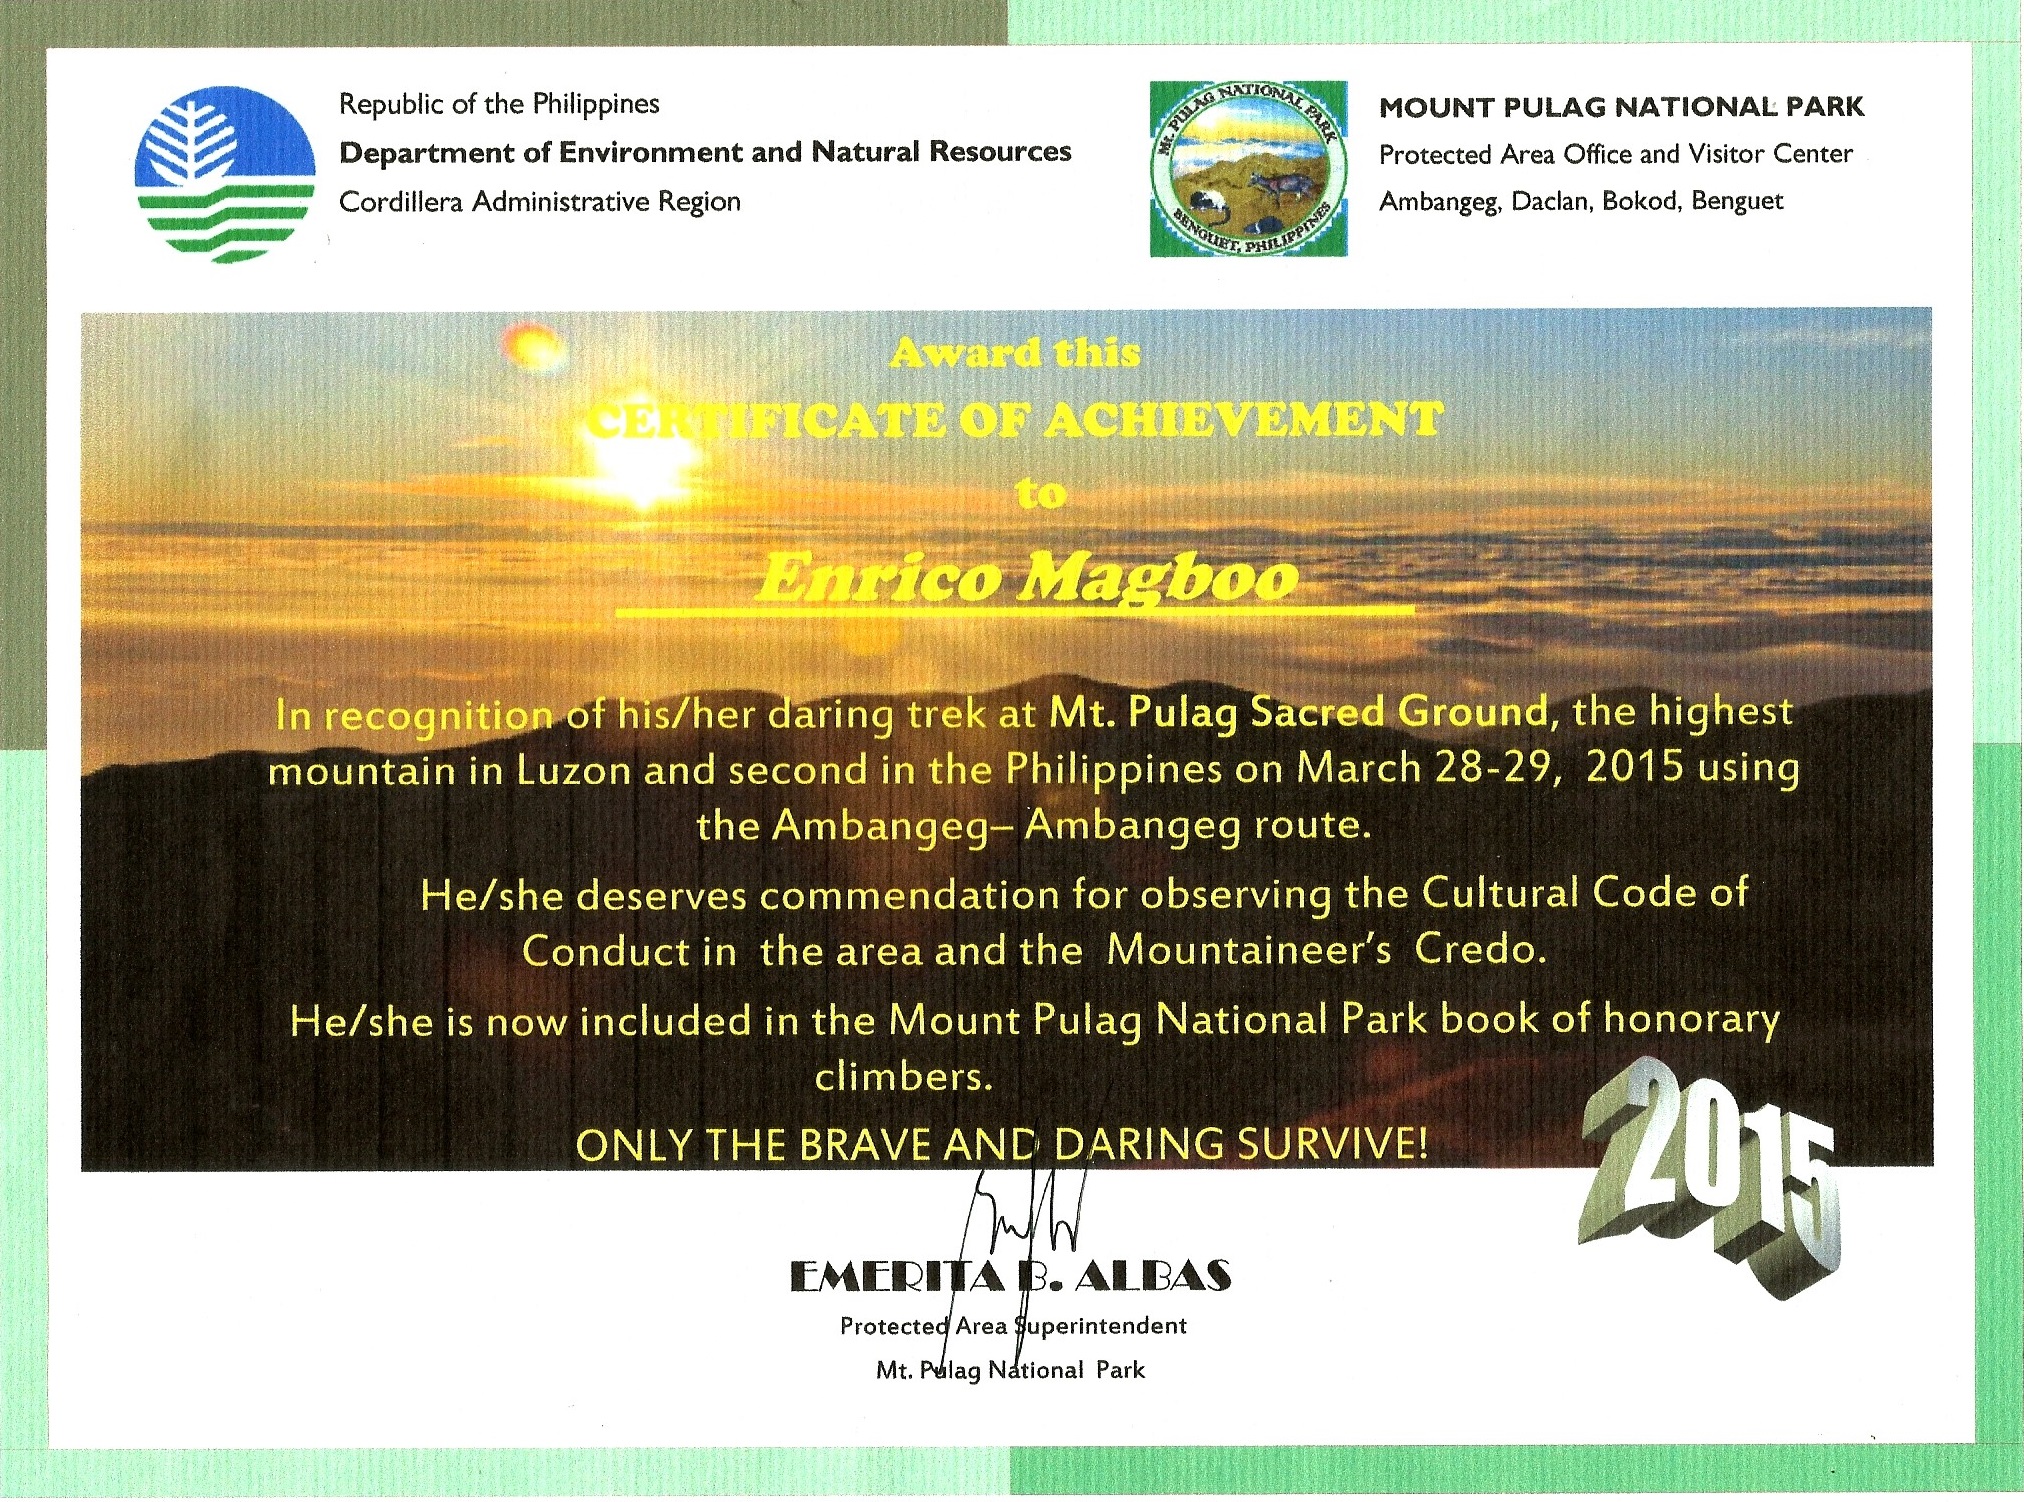 Republic of the Philippines
Department of Environment and Natural Resources
Cordillera Administrative Region
Mt. PULAG NATIONAL PARK
BENGUET, PHILIPPINES
MOUNT PULAG NATIONAL PARK
Protected Area Office and Visitor Center
Ambangeg, Daclan, Bokod, Benguet
Award this
CERTIFICATE OF ACHIEVEMENT
to
Enrico Magboo
In recognition of his/her daring trek at Mt. Pulag Sacred Ground, the highest
mountain in Luzon and second in the Philippines on March 28-29, 2015 using
the Ambangeg– Ambangeg route.
He/she deserves commendation for observing the Cultural Code of
Conduct in the area and the Mountaineer’s Credo.
He/she is now included in the Mount Pulag National Park book of honorary
climbers.
ONLY THE BRAVE AND DARING SURVIVE!
2015
EMERITA B. ALBAS
Protected Area Superintendent
Mt. Pulag National Park